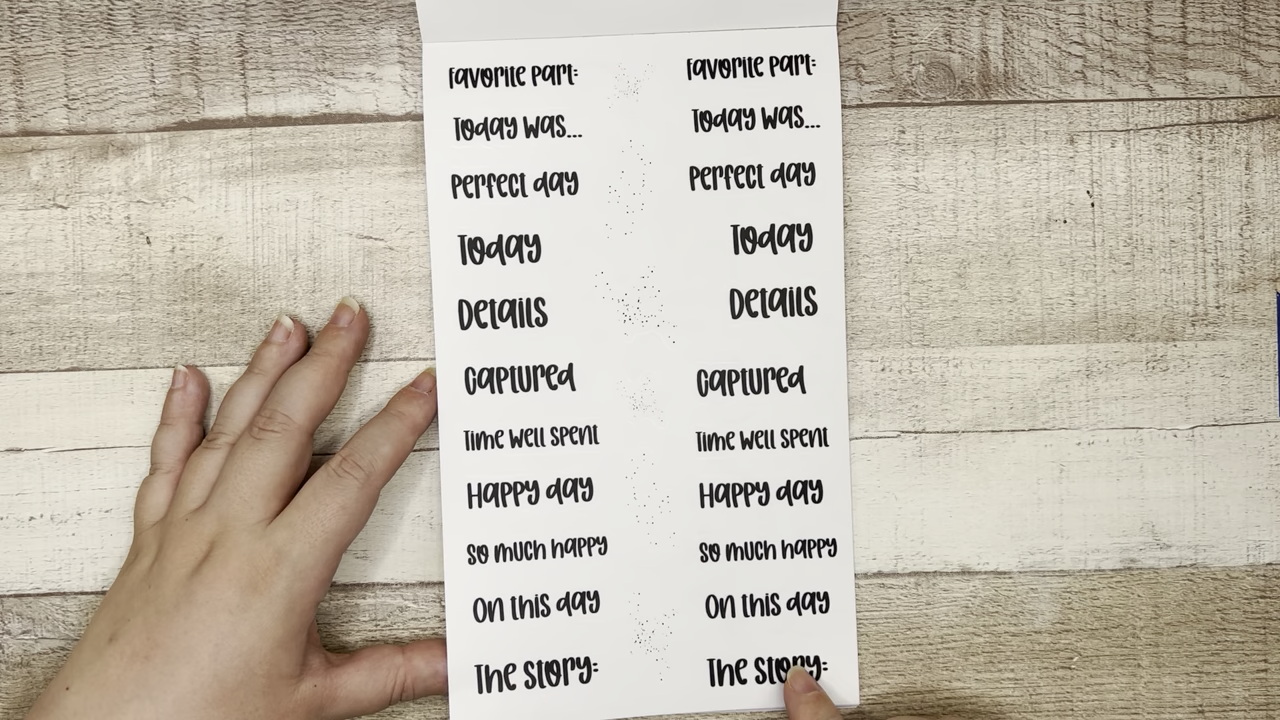 Favorite Part: Favorite Part:
Today was... Today was...
Perfect day Perfect day
Today Today
Details Details
Captured Captured
Time well spent Time well spent
Happy day Happy day
so much happy so much happy
On this day On this day
The Story: The Story: